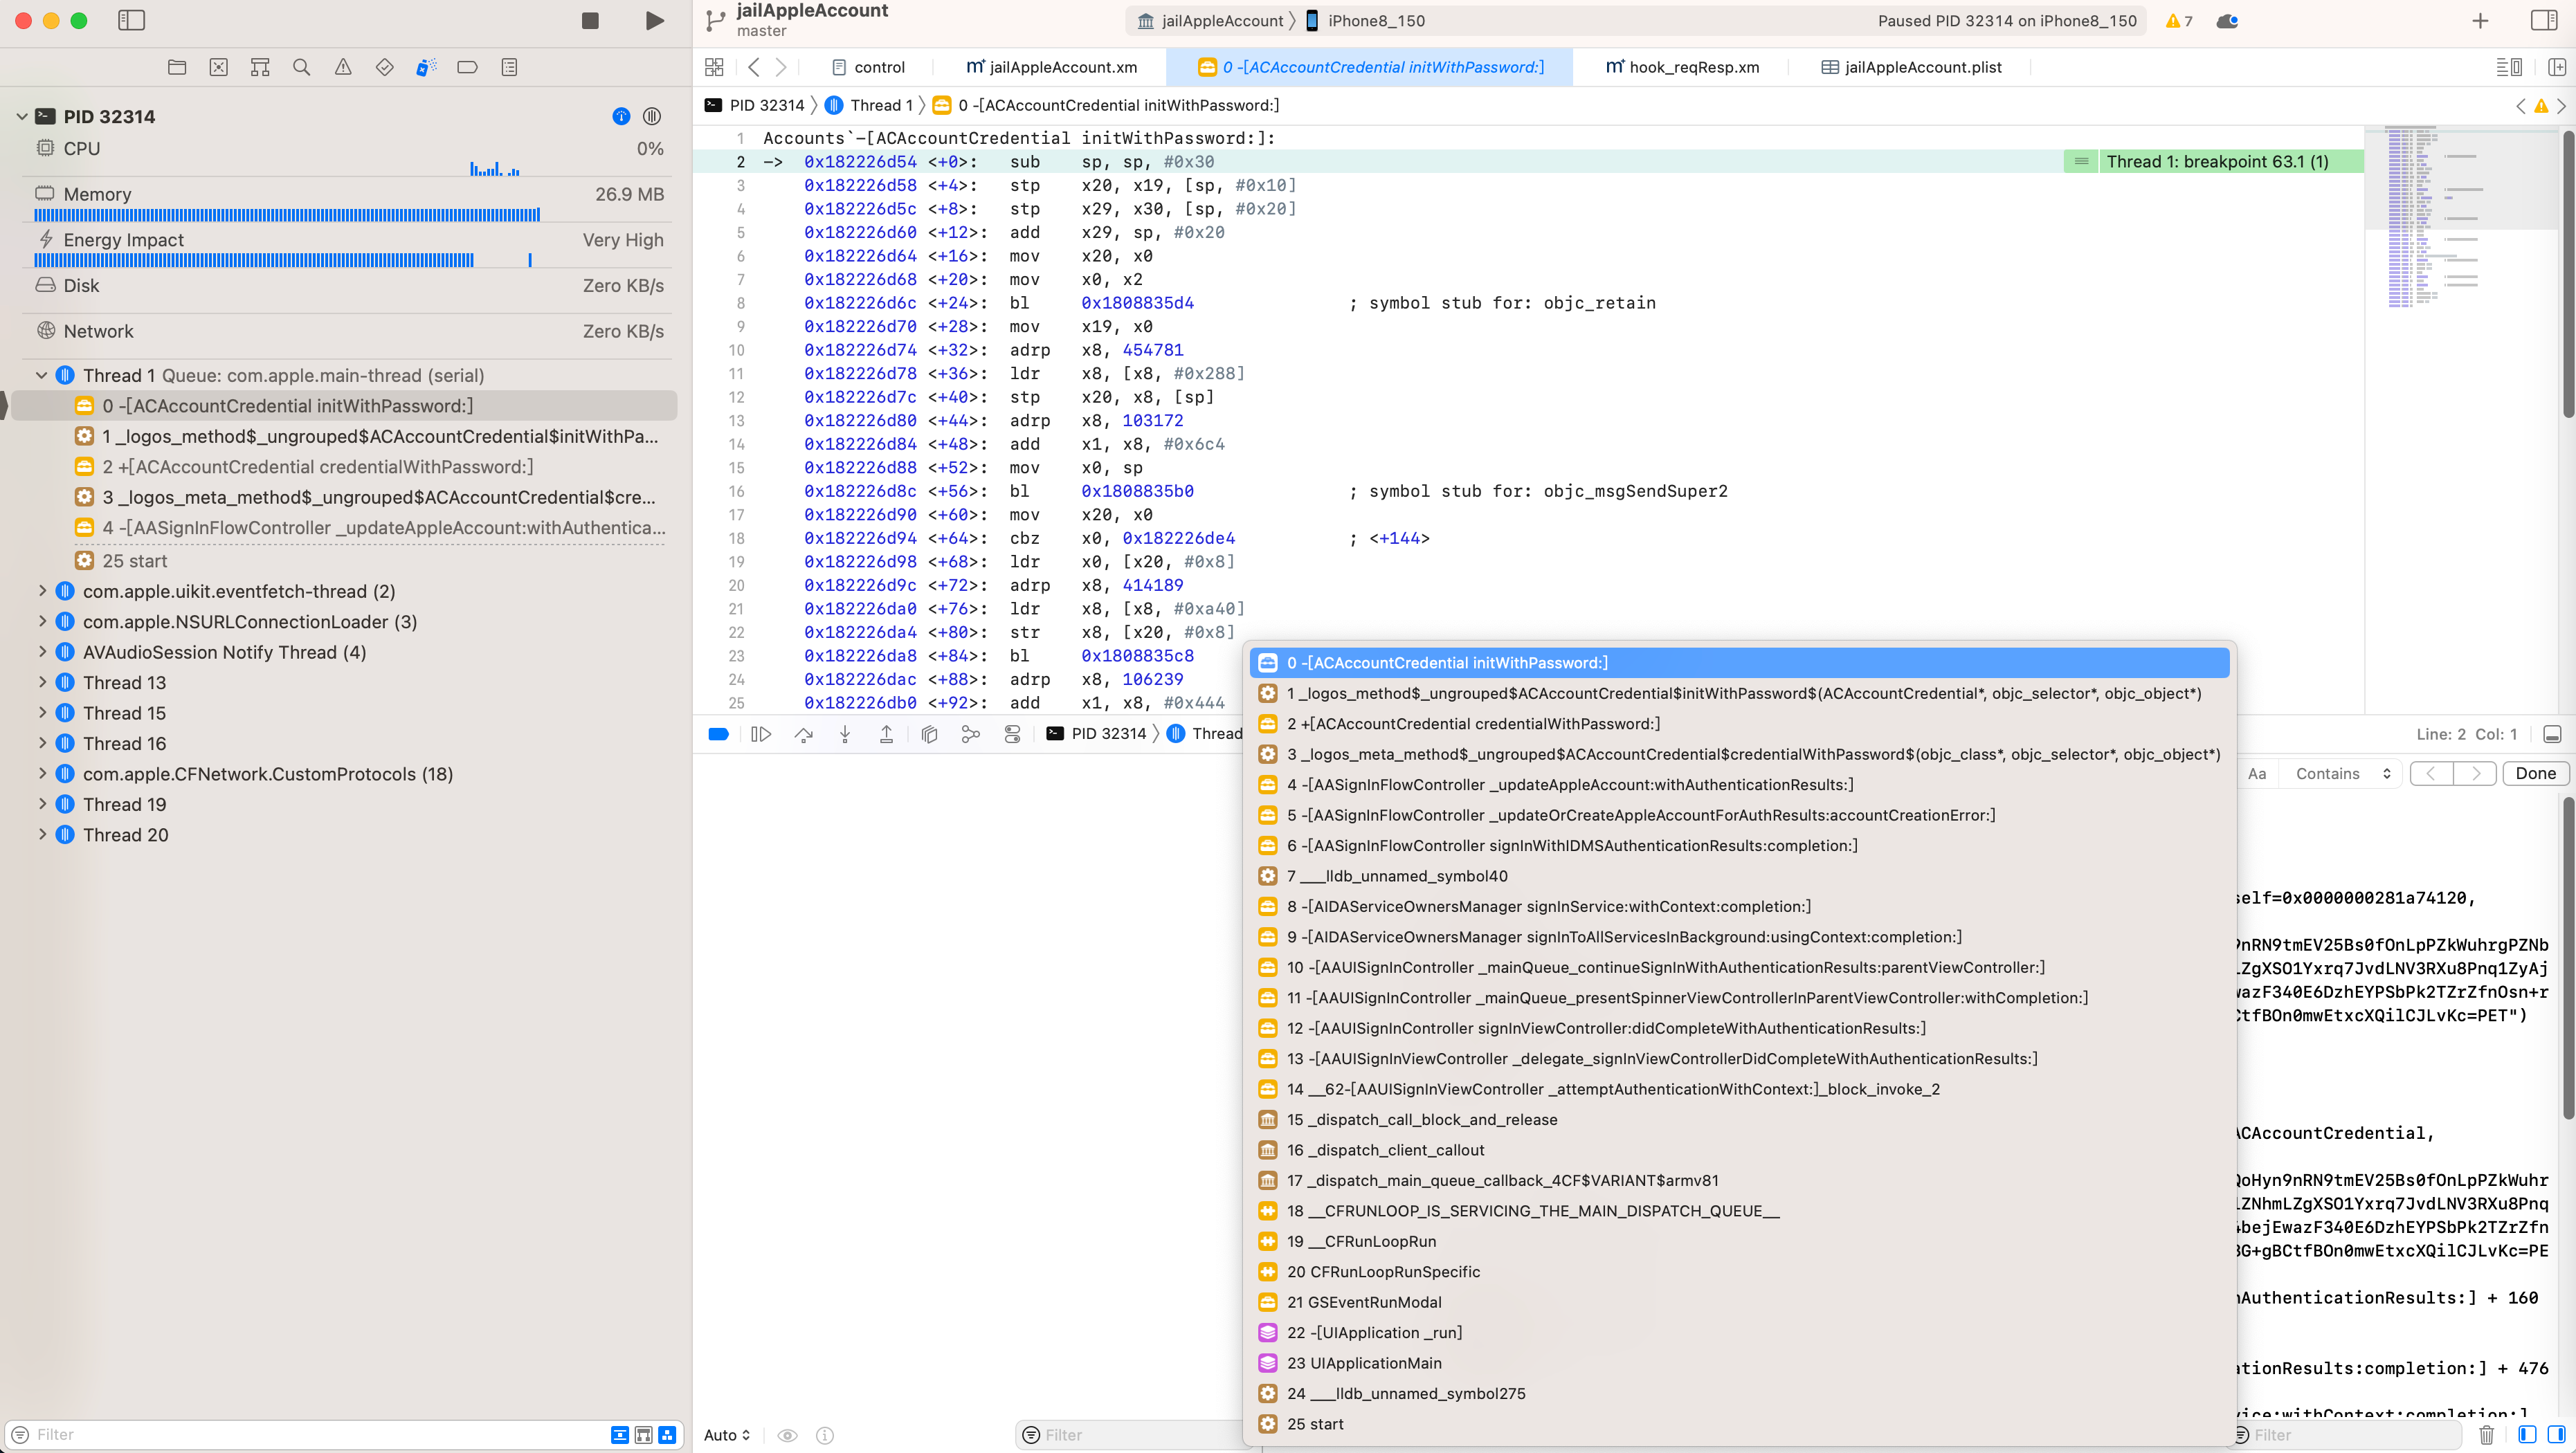 jailAppleAccount
master
jailAppleAccount
iPhone8_150
Paused PID 32314 on iPhone8_150
7
control
jailAppleAccount.xm
0 -[ACAccountCredential initWithPassword:]
hook_reqResp.xm
jailAppleAccount.plist
PID 32314
Thread 1
0 -[ACAccountCredential initWithPassword:]
PID 32314
CPU 0%
Memory 26.9 MB
Energy Impact Very High
Disk Zero KB/s
Network Zero KB/s
Thread 1 Queue: com.apple.main-thread (serial)
0 -[ACAccountCredential initWithPassword:]
1 _logos_method$_ungrouped$ACAccountCredential$initWithPa...
2 +[ACAccountCredential credentialWithPassword:]
3 _logos_meta_method$_ungrouped$ACAccountCredential$cre...
4 -[AASignInFlowController _updateAppleAccount:withAuthentica...
25 start
com.apple.uikit.eventfetch-thread (2)
com.apple.NSURLConnectionLoader (3)
AVAudioSession Notify Thread (4)
Thread 13
Thread 15
Thread 16
com.apple.CFNetwork.CustomProtocols (18)
Thread 19
Thread 20
Filter
1 Accounts`-[ACAccountCredential initWithPassword:]:
2 -> 0x182226d54 <+0>: sub sp, sp, #0x30
Thread 1: breakpoint 63.1 (1)
3 0x182226d58 <+4>: stp x20, x19, [sp, #0x10]
4 0x182226d5c <+8>: stp x29, x30, [sp, #0x20]
5 0x182226d60 <+12>: add x29, sp, #0x20
6 0x182226d64 <+16>: mov x20, x0
7 0x182226d68 <+20>: mov x0, x2
8 0x182226d6c <+24>: bl 0x1808835d4 ; symbol stub for: objc_retain
9 0x182226d70 <+28>: mov x19, x0
10 0x182226d74 <+32>: adrp x8, 454781
11 0x182226d78 <+36>: ldr x8, [x8, #0x288]
12 0x182226d7c <+40>: stp x20, x8, [sp]
13 0x182226d80 <+44>: adrp x8, 103172
14 0x182226d84 <+48>: add x1, x8, #0x6c4
15 0x182226d88 <+52>: mov x0, sp
16 0x182226d8c <+56>: bl 0x1808835b0 ; symbol stub for: objc_msgSendSuper2
17 0x182226d90 <+60>: mov x20, x0
18 0x182226d94 <+64>: cbz x0, 0x182226de4 ; <+144>
19 0x182226d98 <+68>: ldr x0, [x20, #0x8]
20 0x182226d9c <+72>: adrp x8, 414189
21 0x182226da0 <+76>: ldr x8, [x8, #0xa40]
22 0x182226da4 <+80>: str x8, [x20, #0x8]
23 0x182226da8 <+84>: bl 0x1808835c8
24 0x182226dac <+88>: adrp x8, 106239
25 0x182226db0 <+92>: add x1, x8, #0x444
PID 32314
Thread
Line: 2 Col: 1
Aa Contains Done
0 -[ACAccountCredential initWithPassword:]
1 _logos_method$_ungrouped$ACAccountCredential$initWithPassword$(ACAccountCredential*, objc_selector*, objc_object*)
2 +[ACAccountCredential credentialWithPassword:]
3 _logos_meta_method$_ungrouped$ACAccountCredential$credentialWithPassword$(objc_class*, objc_selector*, objc_object*)
4 -[AASignInFlowController _updateAppleAccount:withAuthenticationResults:]
5 -[AASignInFlowController _updateOrCreateAppleAccountForAuthResults:accountCreationError:]
6 -[AASignInFlowController signInWithIDMSAuthenticationResults:completion:]
7 ___lldb_unnamed_symbol40
8 -[AIDAServiceOwnersManager signInService:withContext:completion:]
9 -[AIDAServiceOwnersManager signInToAllServicesInBackground:usingContext:completion:]
10 -[AAUISignInController _mainQueue_continueSignInWithAuthenticationResults:parentViewController:]
11 -[AAUISignInController _mainQueue_presentSpinnerViewControllerInParentViewController:withCompletion:]
12 -[AAUISignInController signInViewController:didCompleteWithAuthenticationResults:]
13 -[AAUISignInViewController _delegate_signInViewControllerDidCompleteWithAuthenticationResults:]
14 __62-[AAUISignInViewController _attemptAuthenticationWithContext:]_block_invoke_2
15 _dispatch_call_block_and_release
16 _dispatch_client_callout
17 _dispatch_main_queue_callback_4CF$VARIANT$armv81
18 __CFRUNLOOP_IS_SERVICING_THE_MAIN_DISPATCH_QUEUE__
19 __CFRunLoopRun
20 CFRunLoopRunSpecific
21 GSEventRunModal
22 -[UIApplication _run]
23 UIApplicationMain
24 ___lldb_unnamed_symbol275
25 start
self=0x0000000281a74120,
9nRN9tmEV25Bs0fOnLpPZkWuhrgPZNb
LZgXSO1Yxrq7JvdLNV3RXu8Pnq1ZyAj
wazF340E6DzhEYPSbPk2TZrZfnOsn+r
CtfBOn0mwEtxcXQilCJLvKc=PET")
ACAccountCredential,
QoHyn9nRN9tmEV25Bs0fOnLpPZkWuhr
LZNhmLZgXSO1Yxrq7JvdLNV3RXu8Pnq
bejEwazF340E6DzhEYPSbPk2TZrZfn
G+gBCtfBOn0mwEtxcXQilCJLvKc=PE
AuthenticationResults:] + 160
ationResults:completion:] + 476
ice:withContext:completion:]
Auto
Filter
Filter